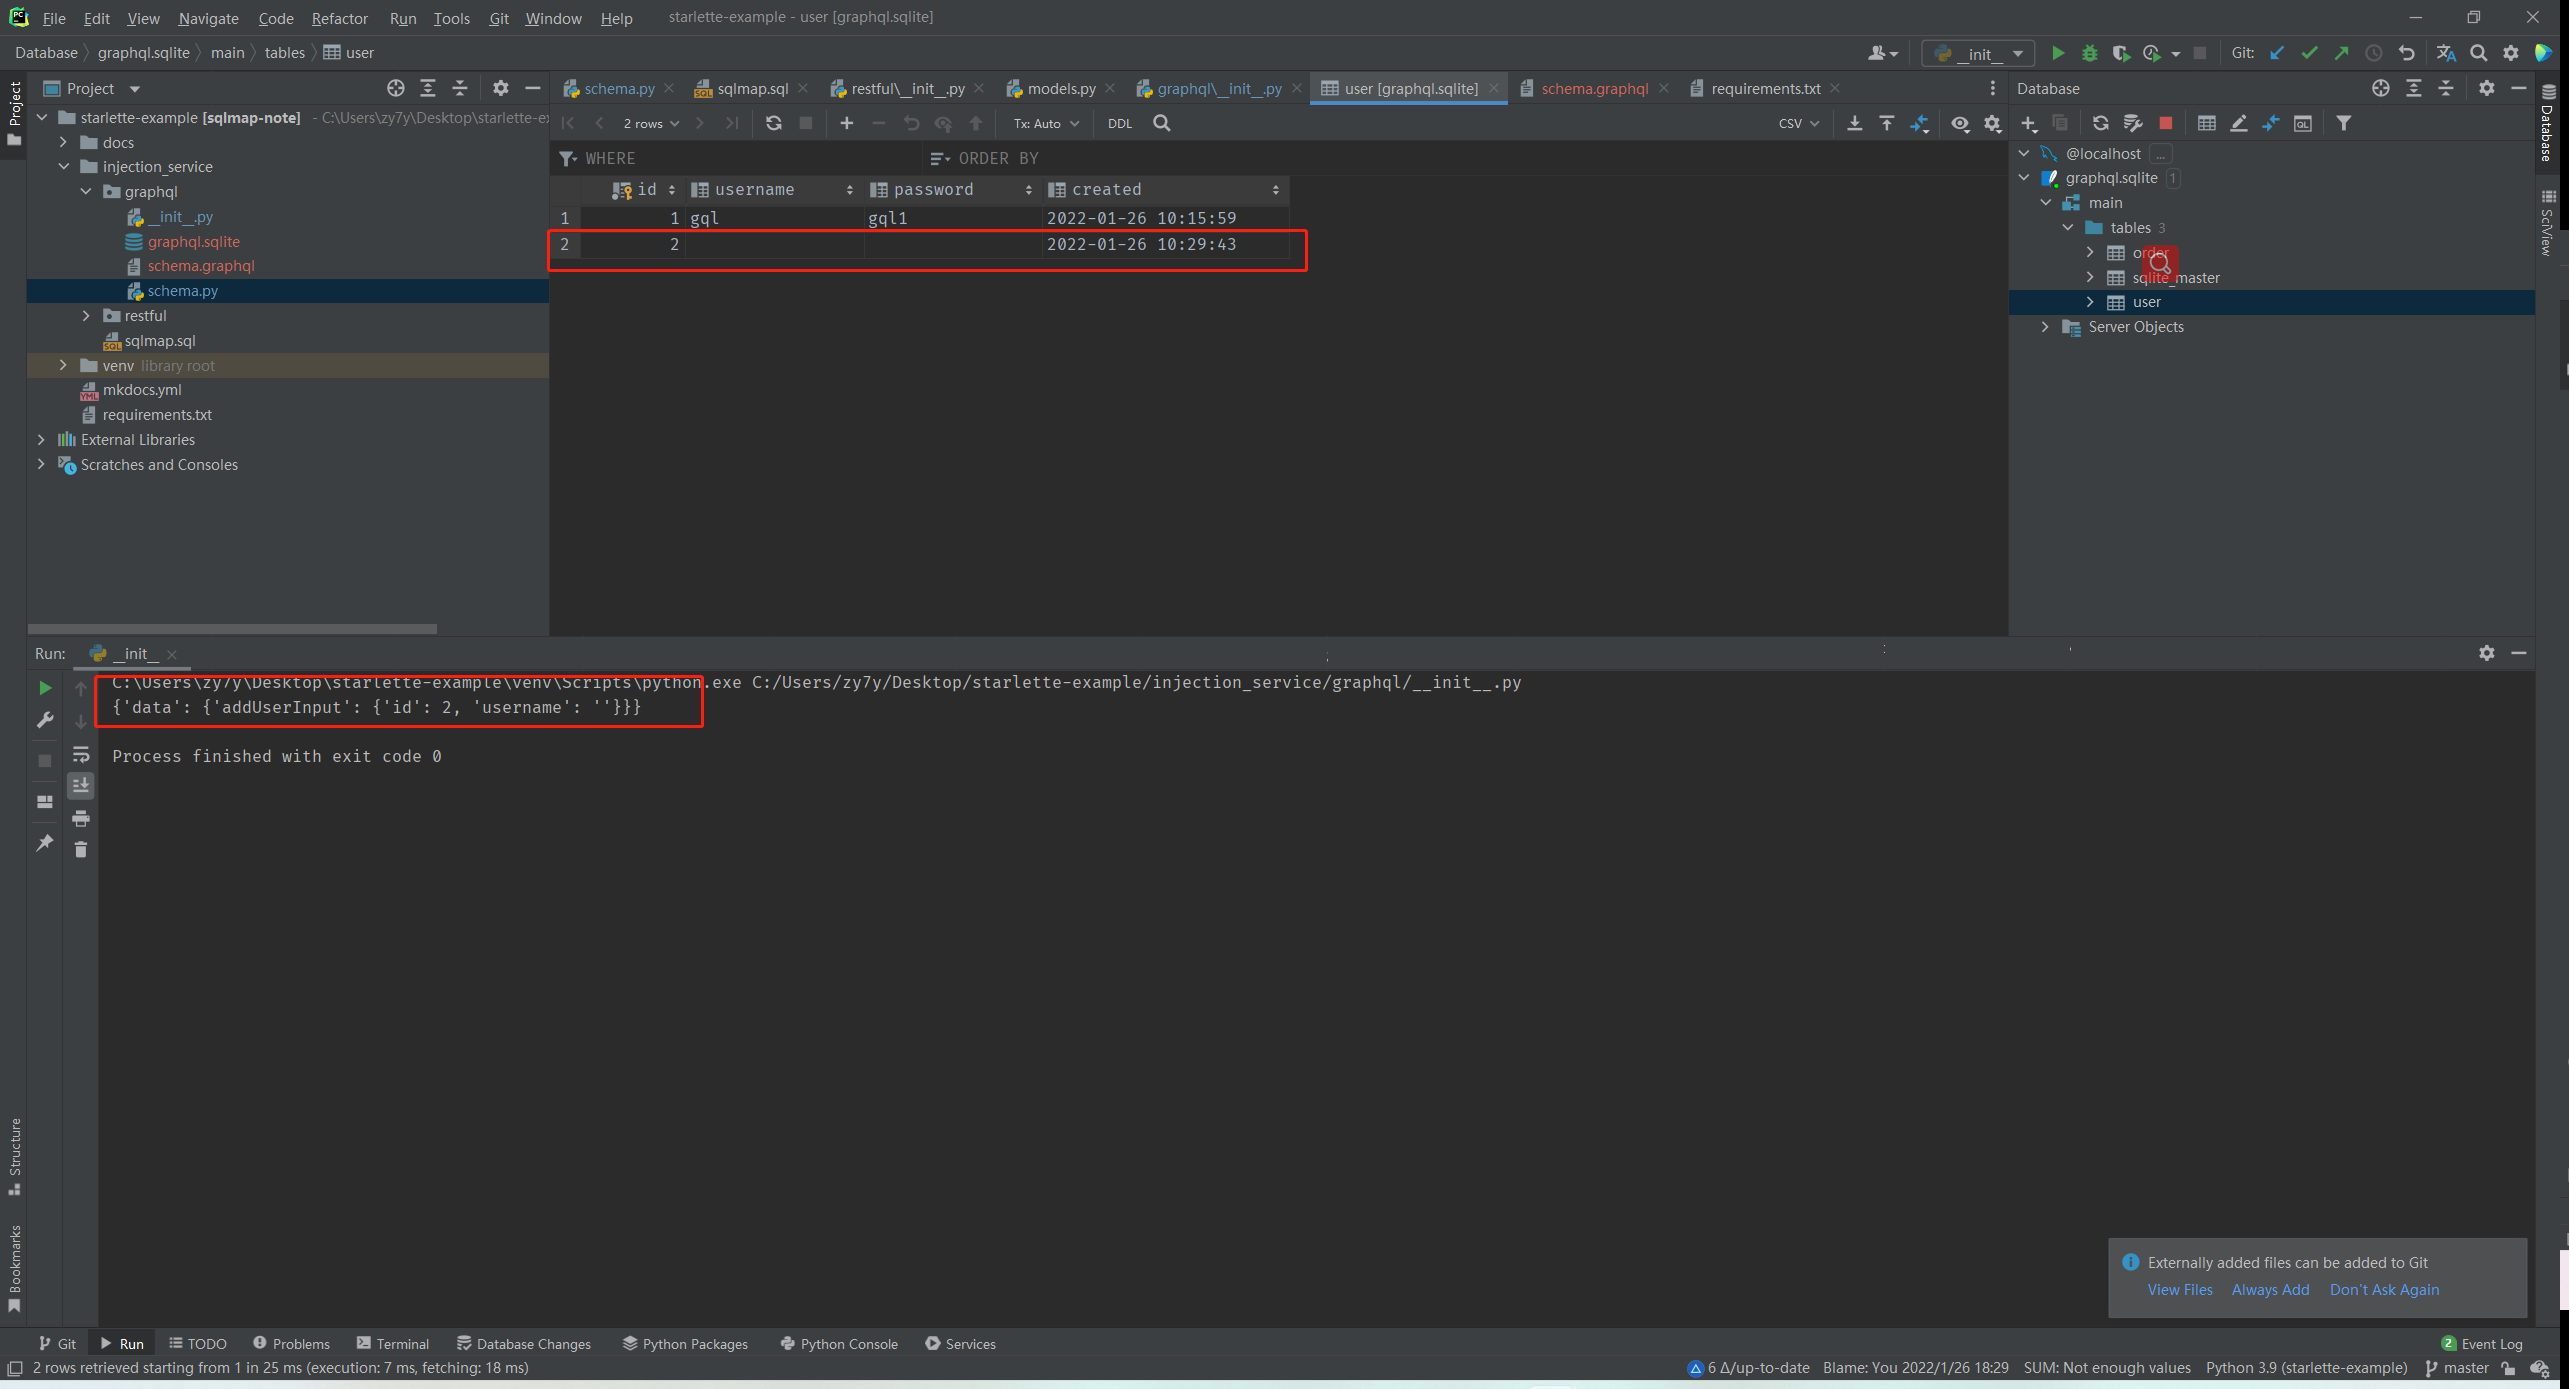 File Edit View Navigate Code Refactor Run Tools Git Window Help starlette-example - user [graphql.sqlite]
Database graphql.sqlite main tables user
__init__ Git:
Project
schema.py sqlmap.sql restful\__init__.py models.py graphql\__init__.py user [graphql.sqlite] schema.graphql requirements.txt
Database
2 rows Tx: Auto DDL CSV
WHERE ORDER BY
id username password created
1 1 gql gql1 2022-01-26 10:15:59
2 2 2022-01-26 10:29:43
starlette-example [sqlmap-note] - C:\Users\zy7y\Desktop\starlette-ex
docs
injection_service
graphql
__init__.py
graphql.sqlite
schema.graphql
schema.py
restful
sqlmap.sql
venv library root
mkdocs.yml
requirements.txt
External Libraries
Scratches and Consoles
@localhost ...
graphql.sqlite 1
main
tables 3
order
sqlite_master
user
Server Objects
Project
Structure
Bookmarks
Database
SciView
Run: __init__
C:\Users\zy7y\Desktop\starlette-example\venv\Scripts\python.exe C:/Users/zy7y/Desktop/starlette-example/injection_service/graphql/__init__.py
{'data': {'addUserInput': {'id': 2, 'username': ''}}}
Process finished with exit code 0
Externally added files can be added to Git
View Files Always Add Don't Ask Again
Git Run TODO Problems Terminal Database Changes Python Packages Python Console Services
2 Event Log
2 rows retrieved starting from 1 in 25 ms (execution: 7 ms, fetching: 18 ms)
6 Δ/up-to-date Blame: You 2022/1/26 18:29 SUM: Not enough values Python 3.9 (starlette-example) master